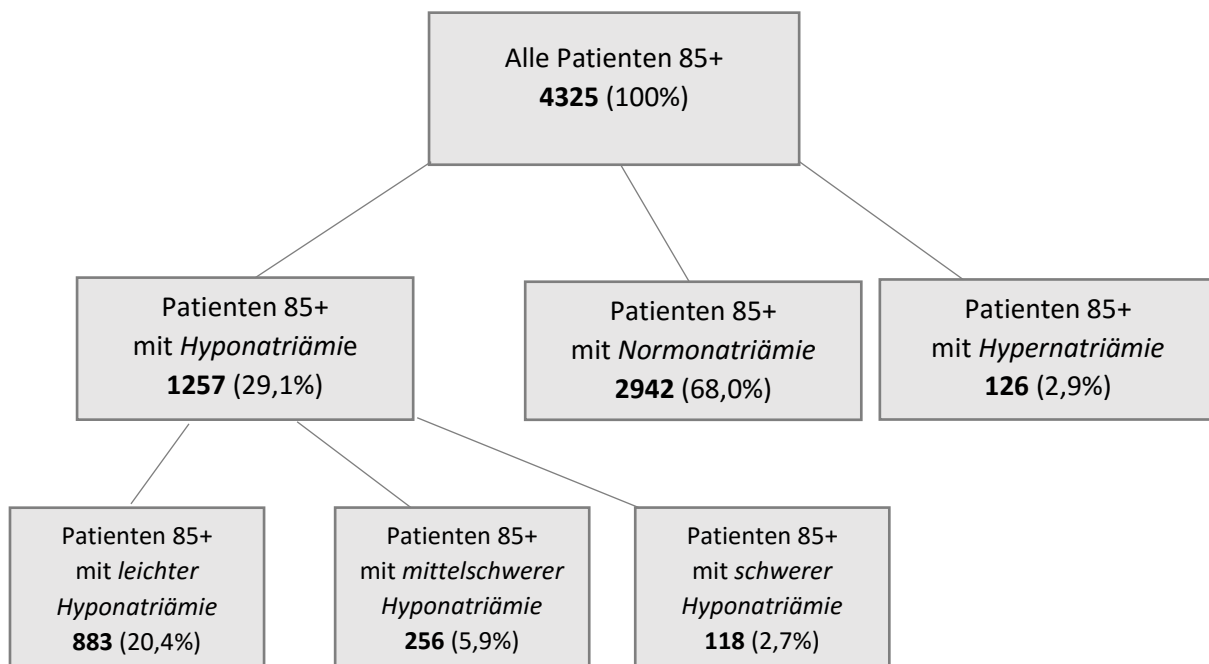 Alle Patienten 85+
4325 (100%)
Patienten 85+
mit Hyponatriämie
1257 (29,1%)
Patienten 85+
mit Normonatriämie
2942 (68,0%)
Patienten 85+
mit Hypernatriämie
126 (2,9%)
Patienten 85+
mit leichter
Hyponatriämie
883 (20,4%)
Patienten 85+
mit mittelschwerer
Hyponatriämie
256 (5,9%)
Patienten 85+
mit schwerer
Hyponatriämie
118 (2,7%)